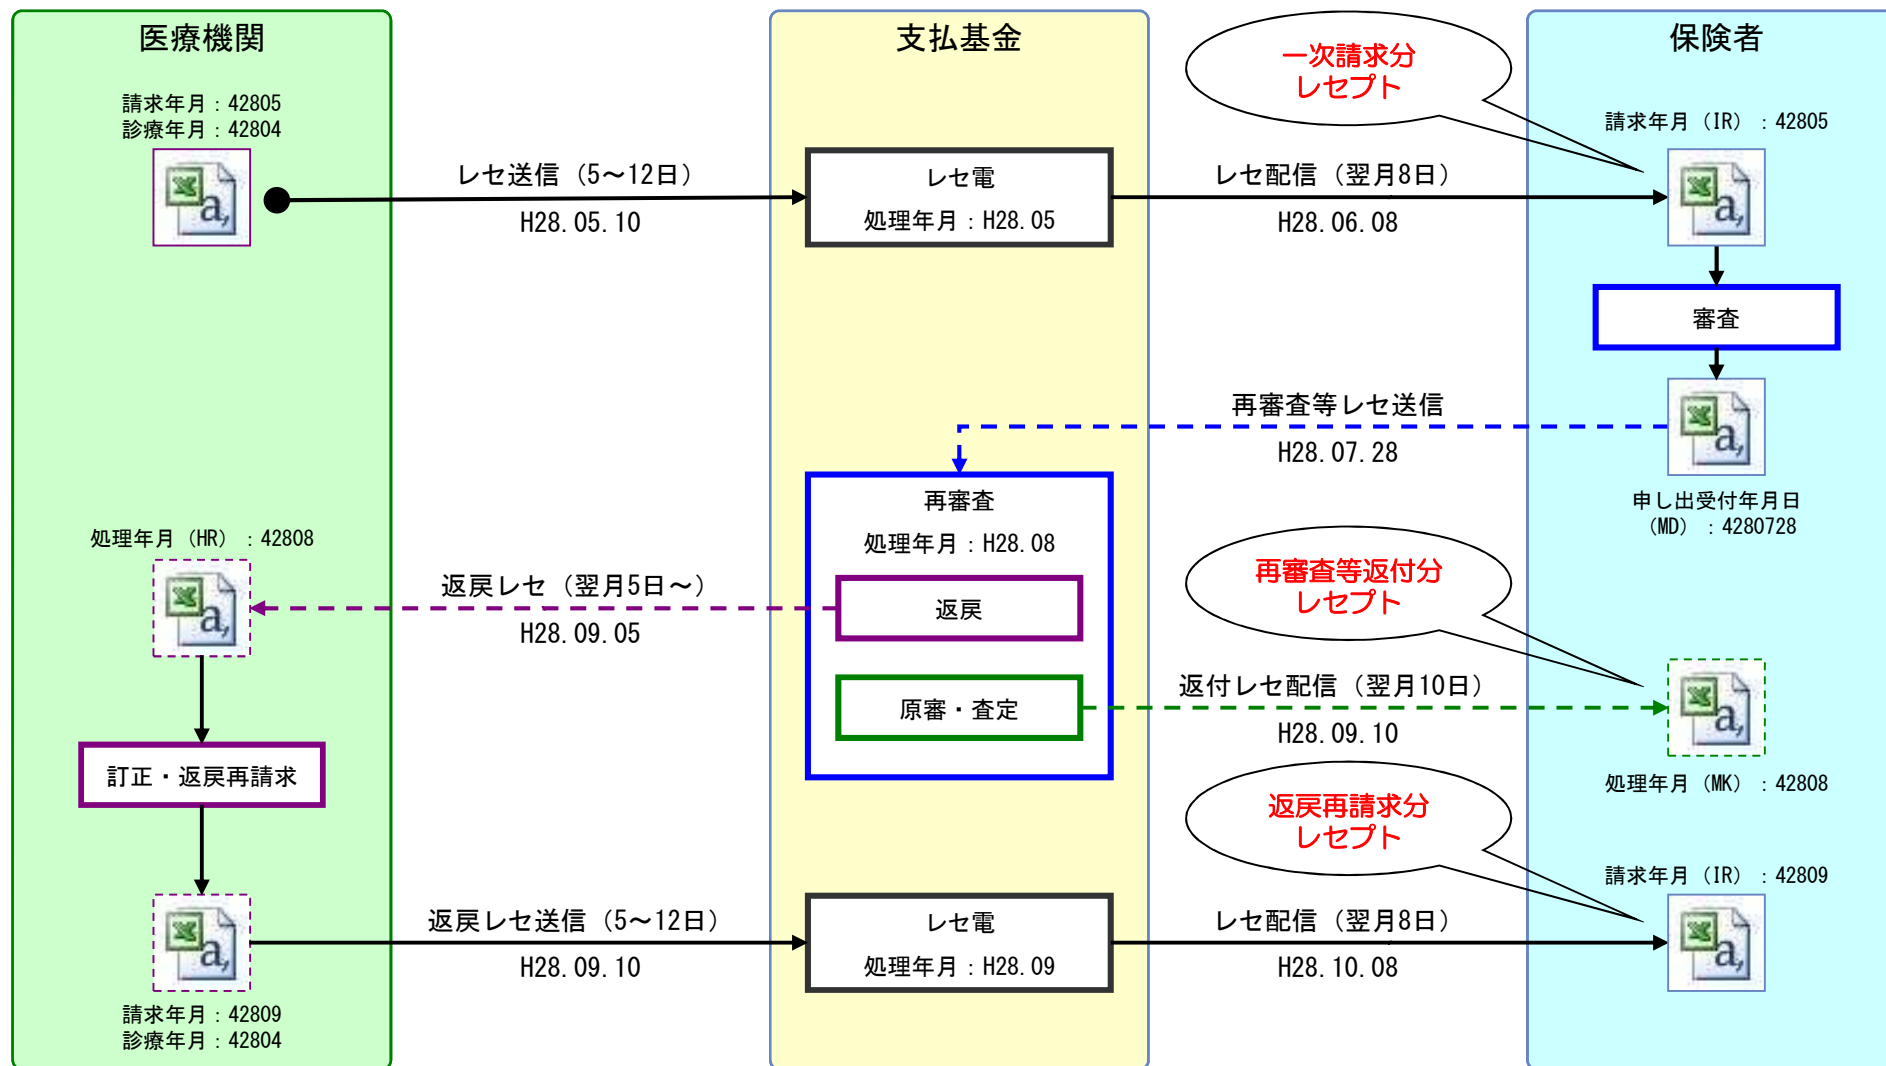 医療機関
支払基金
保険者
一次請求分
レセプト
請求年月：42805
診療年月：42804
請求年月（IR）：42805
レセ送信（5～12日）
H28.05.10
レセ電
処理年月：H28.05
レセ配信（翌月8日）
H28.06.08
審査
再審査等レセ送信
H28.07.28
申し出受付年月日
（MD）：4280728
再審査
処理年月：H28.08
処理年月（HR）：42808
返戻レセ（翌月5日～）
H28.09.05
返戻
再審査等返付分
レセプト
原審・査定
返付レセ配信（翌月10日）
H28.09.10
処理年月（MK）：42808
訂正・返戻再請求
返戻再請求分
レセプト
請求年月（IR）：42809
返戻レセ送信（5～12日）
H28.09.10
レセ電
処理年月：H28.09
レセ配信（翌月8日）
H28.10.08
請求年月：42809
診療年月：42804